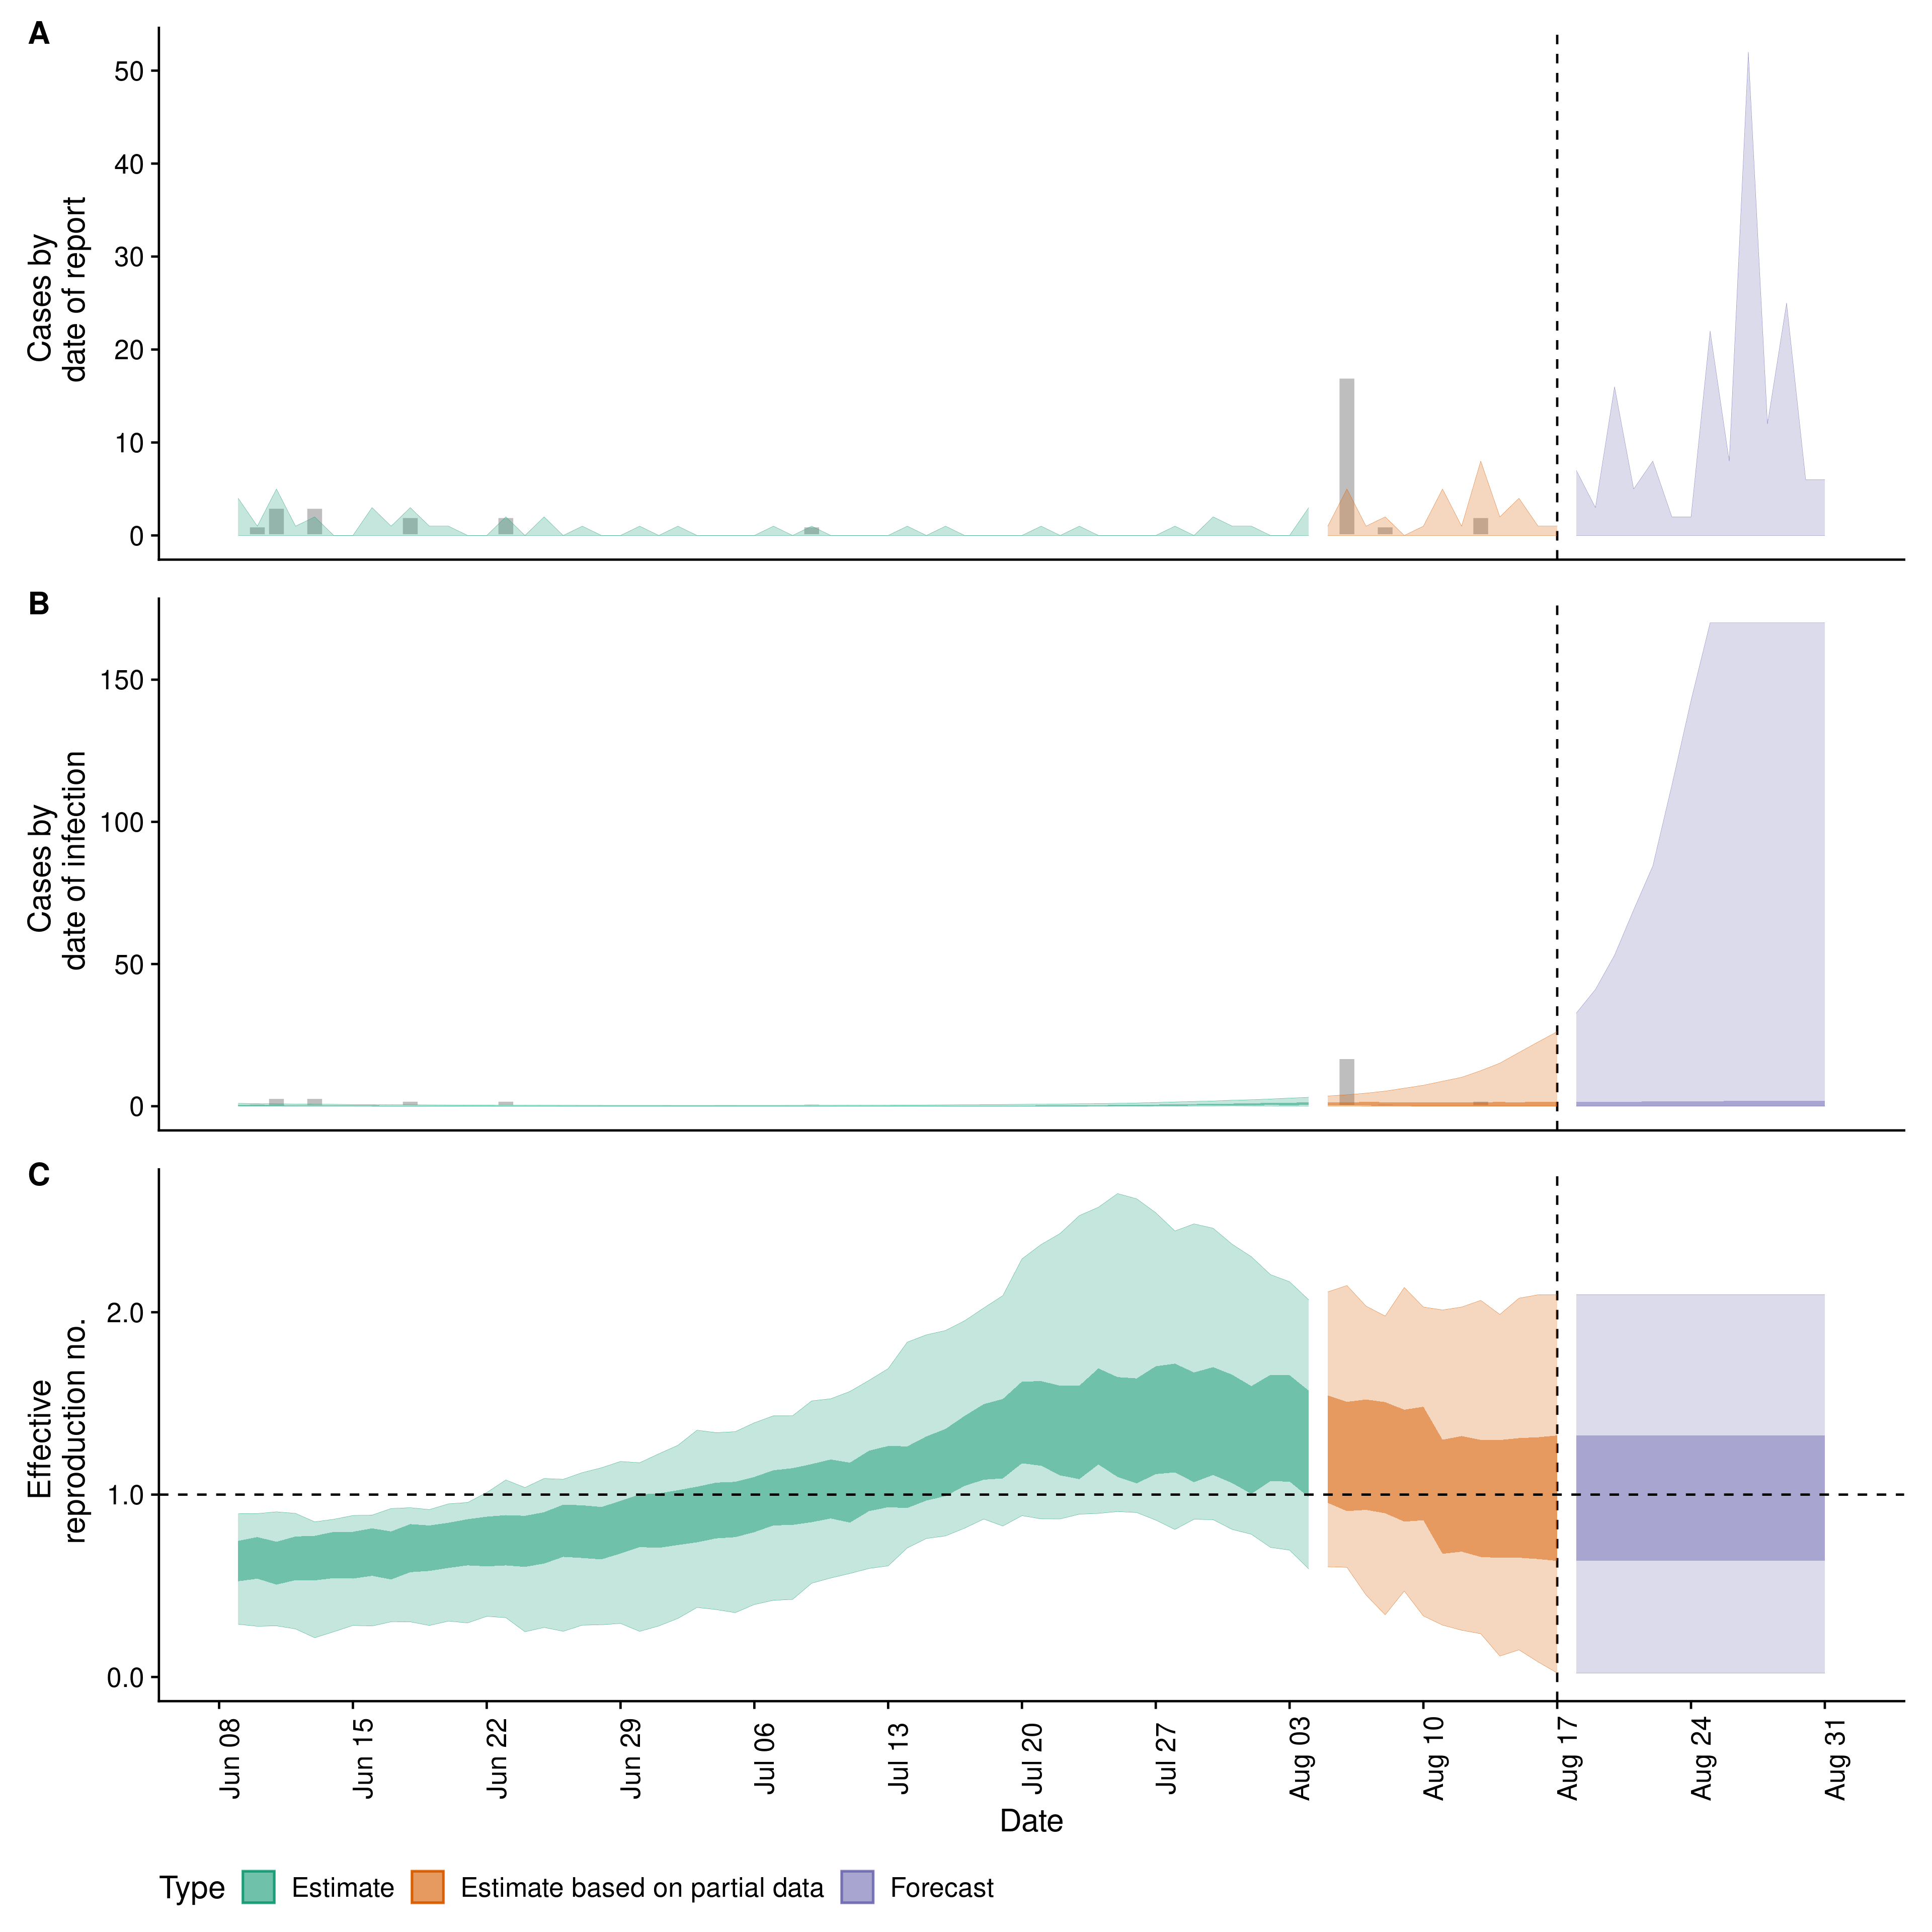 A
Cases by
date of report
50
40
30
20
10
0
B
Cases by
date of infection
150
100
50
0
C
Effective
reproduction no.
2.0
1.0
0.0
Jun 08
Jun 15
Jun 22
Jun 29
Jul 06
Jul 13
Jul 20
Jul 27
Aug 03
Aug 10
Aug 17
Aug 24
Aug 31
Date
Type Estimate Estimate based on partial data Forecast